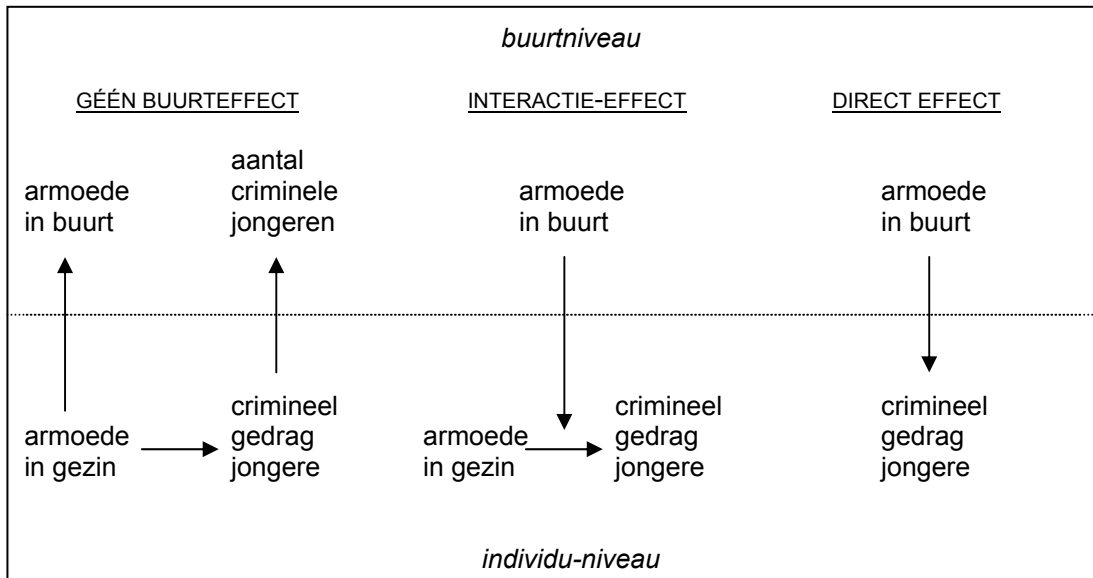 buurtniveau
GÉÉN BUURTEFFECT
INTERACTIE-EFFECT
DIRECT EFFECT
armoede
in buurt
aantal
criminele
jongeren
armoede
in buurt
armoede
in buurt
armoede
in gezin
crimineel
gedrag
jongere
armoede
in gezin
crimineel
gedrag
jongere
crimineel
gedrag
jongere
individu-niveau